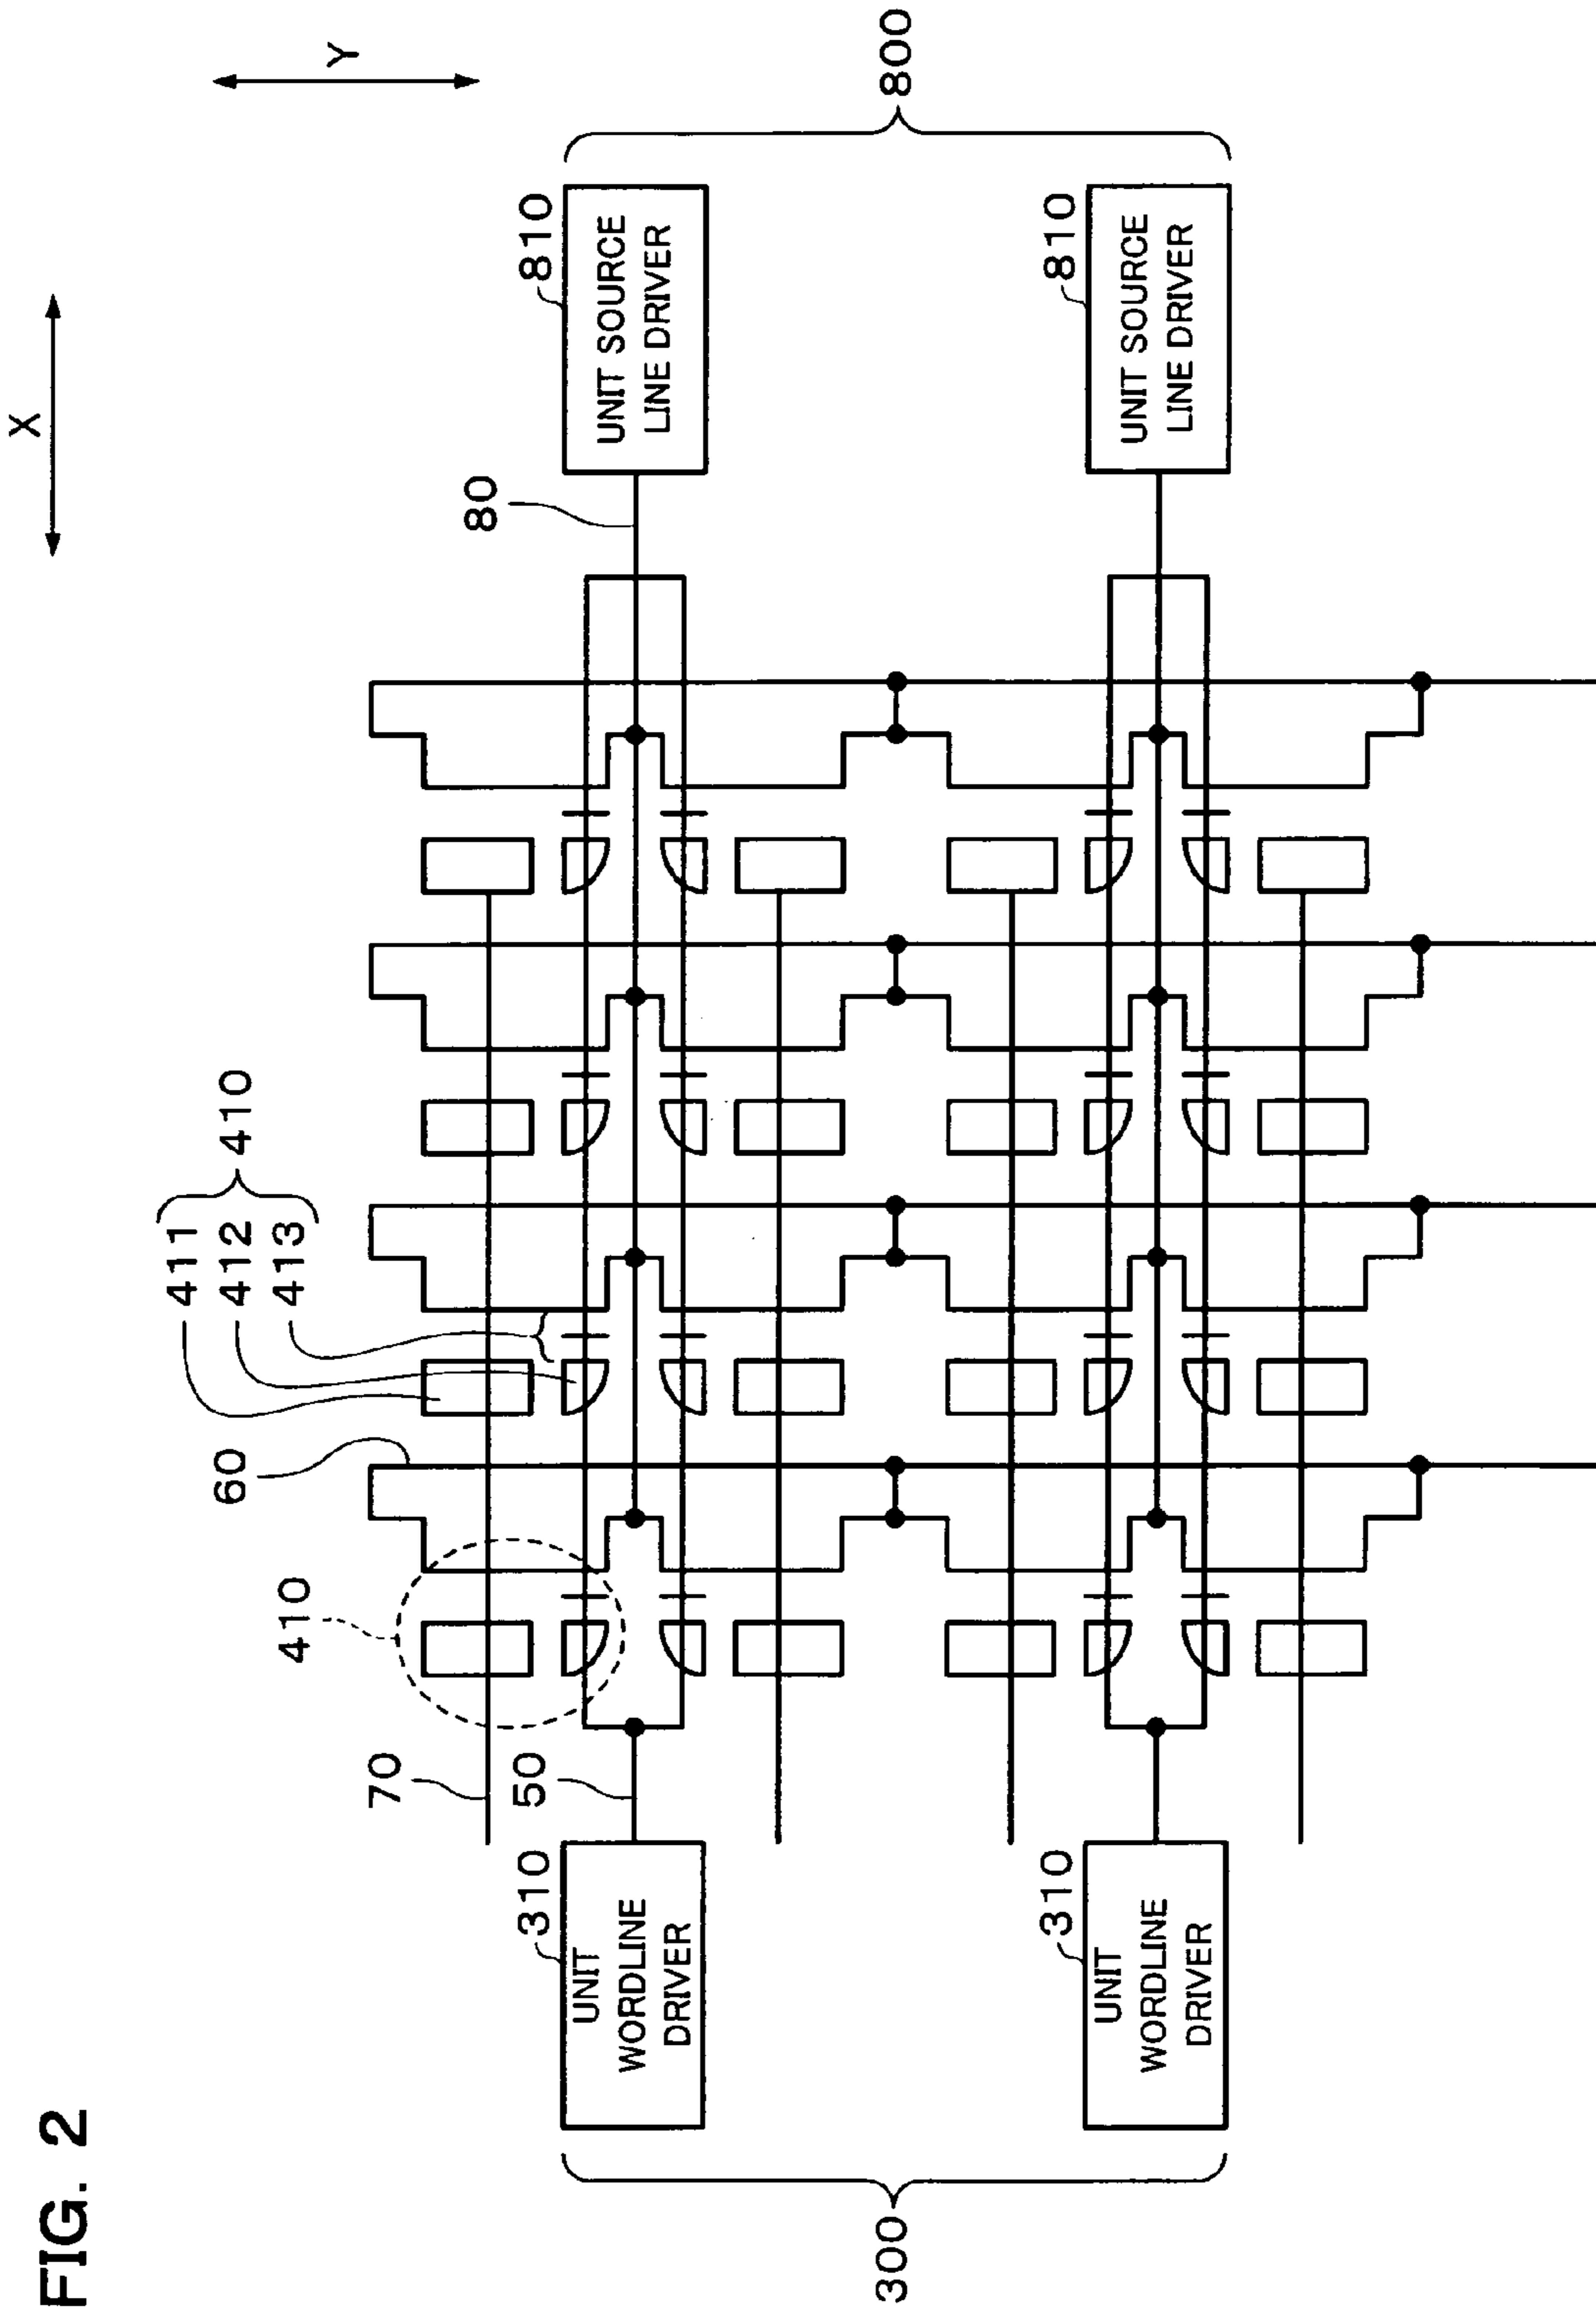 FIG. 2
X
Y
300
310
UNIT
WORDLINE
DRIVER
310
UNIT
WORDLINE
DRIVER
70
50
410
60
411
412
413
410
80
810
UNIT SOURCE
LINE DRIVER
810
UNIT SOURCE
LINE DRIVER
800